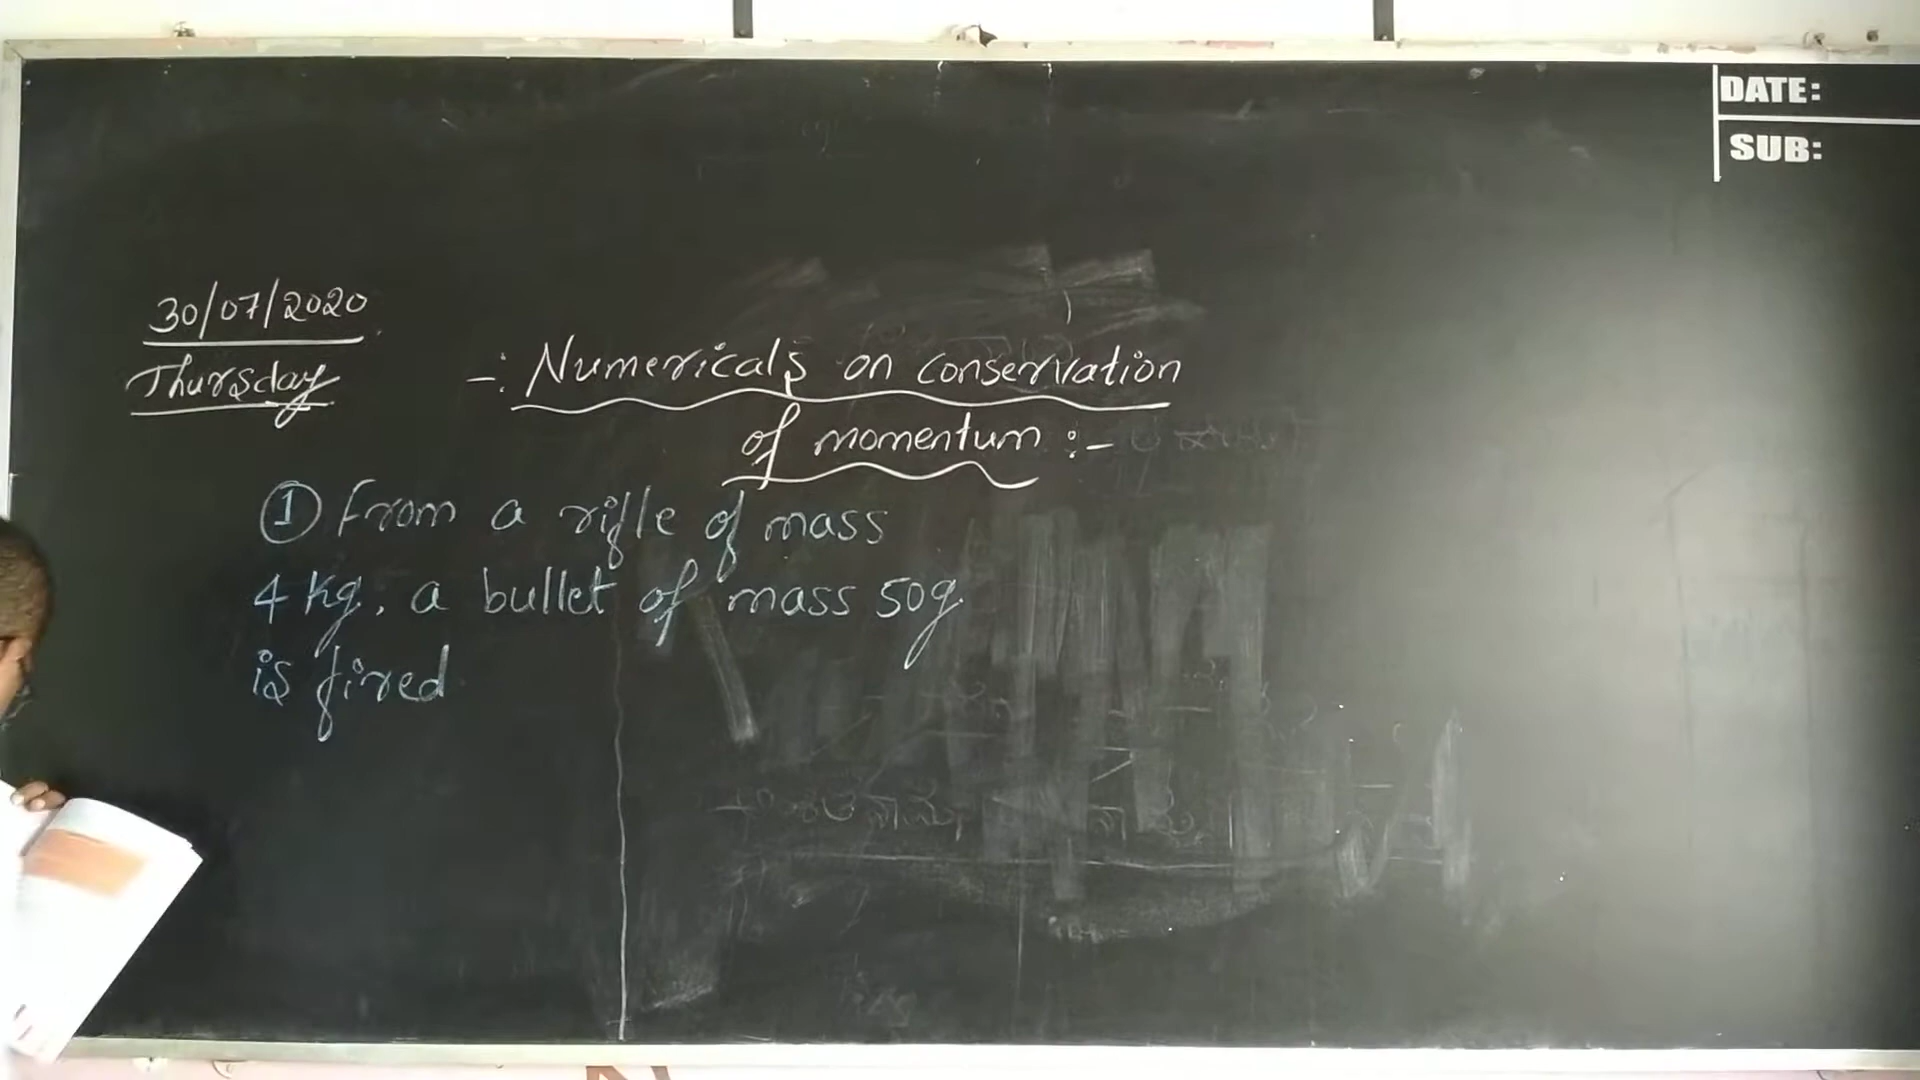 DATE:
SUB:
30/07/2020
Thursday
-: Numericals on conservation
of momentum :-
① From a rifle of mass
4 kg, a bullet of mass 50g
is fired